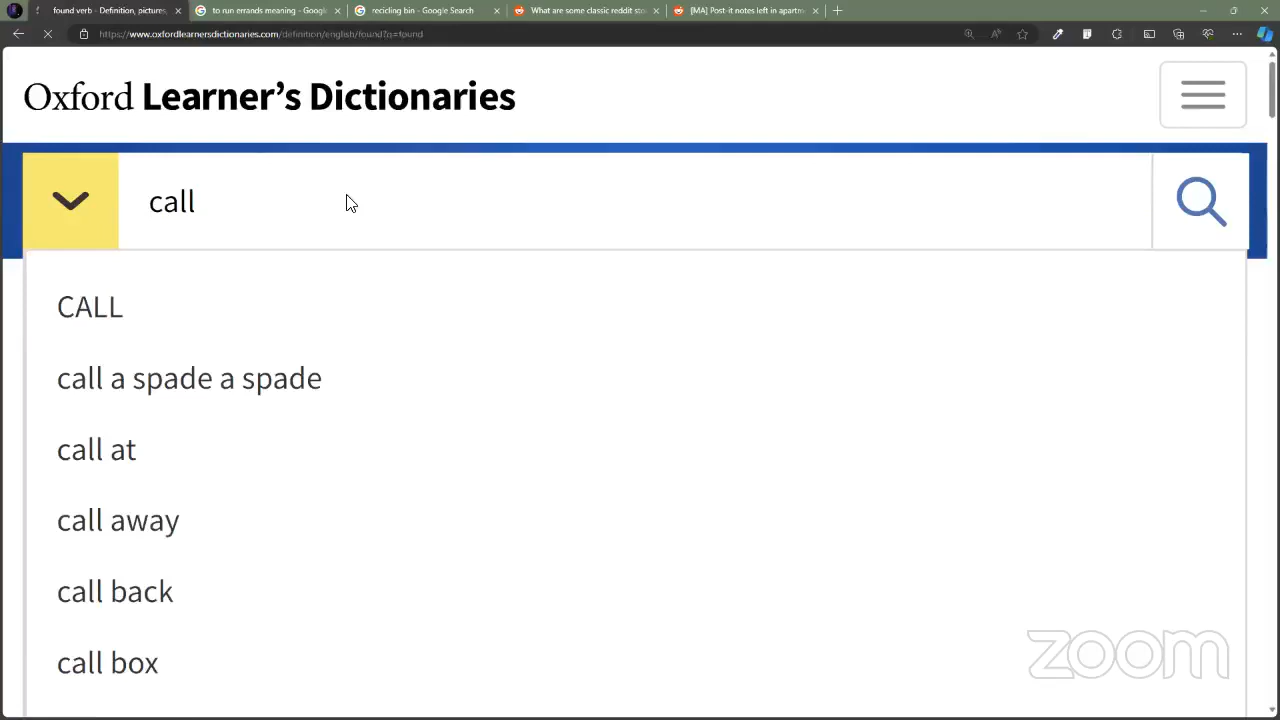 found verb - Definition, pictures,
to run errands meaning - Google
recicling bin - Google Search
What are some classic reddit sto
[MA] Post-it notes left in apartm
https://www.oxfordlearnersdictionaries.com/definition/english/found?q=found
Oxford Learner's Dictionaries
call
CALL
call a spade a spade
call at
call away
call back
call box
zoom